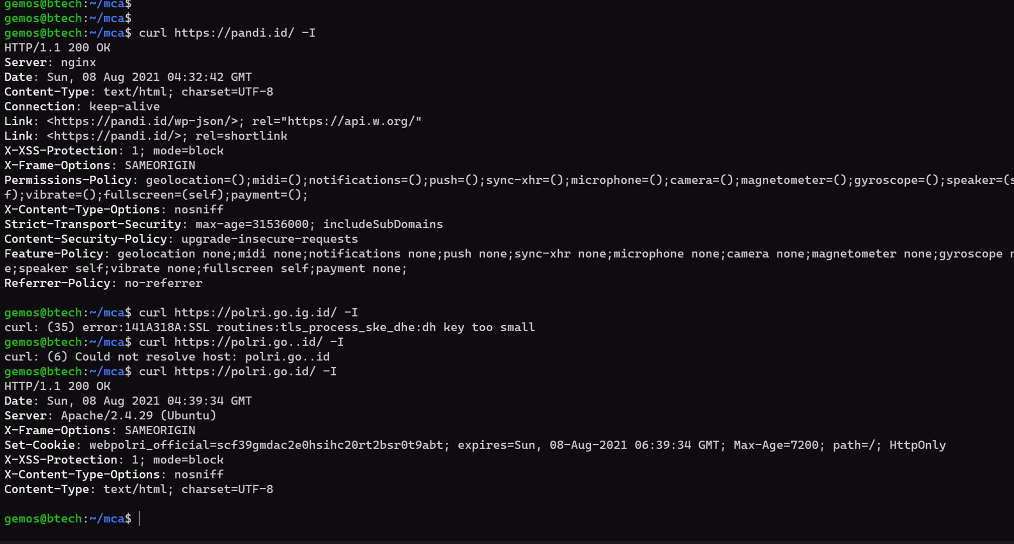 gemos@btech:~/mca$
gemos@btech:~/mca$
gemos@btech:~/mca$ curl https://pandi.id/ -I
HTTP/1.1 200 OK
Server: nginx
Date: Sun, 08 Aug 2021 04:32:42 GMT
Content-Type: text/html; charset=UTF-8
Connection: keep-alive
Link: <https://pandi.id/wp-json/>; rel="https://api.w.org/"
Link: <https://pandi.id/>; rel=shortlink
X-XSS-Protection: 1; mode=block
X-Frame-Options: SAMEORIGIN
Permissions-Policy: geolocation=();midi=();notifications=();push=();sync-xhr=();microphone=();camera=();magnetometer=();gyroscope=();speaker=(s
f);vibrate=();fullscreen=(self);payment=();
X-Content-Type-Options: nosniff
Strict-Transport-Security: max-age=31536000; includeSubDomains
Content-Security-Policy: upgrade-insecure-requests
Feature-Policy: geolocation none;midi none;notifications none;push none;sync-xhr none;microphone none;camera none;magnetometer none;gyroscope n
e;speaker self;vibrate none;fullscreen self;payment none;
Referrer-Policy: no-referrer
gemos@btech:~/mca$ curl https://polri.go.ig.id/ -I
curl: (35) error:141A318A:SSL routines:tls_process_ske_dhe:dh key too small
gemos@btech:~/mca$ curl https://polri.go..id/ -I
curl: (6) Could not resolve host: polri.go..id
gemos@btech:~/mca$ curl https://polri.go.id/ -I
HTTP/1.1 200 OK
Date: Sun, 08 Aug 2021 04:39:34 GMT
Server: Apache/2.4.29 (Ubuntu)
X-Frame-Options: SAMEORIGIN
Set-Cookie: webpolri_official=scf39gmdac2e0hsihc20rt2bsr0t9abt; expires=Sun, 08-Aug-2021 06:39:34 GMT; Max-Age=7200; path=/; HttpOnly
X-XSS-Protection: 1; mode=block
X-Content-Type-Options: nosniff
Content-Type: text/html; charset=UTF-8
gemos@btech:~/mca$